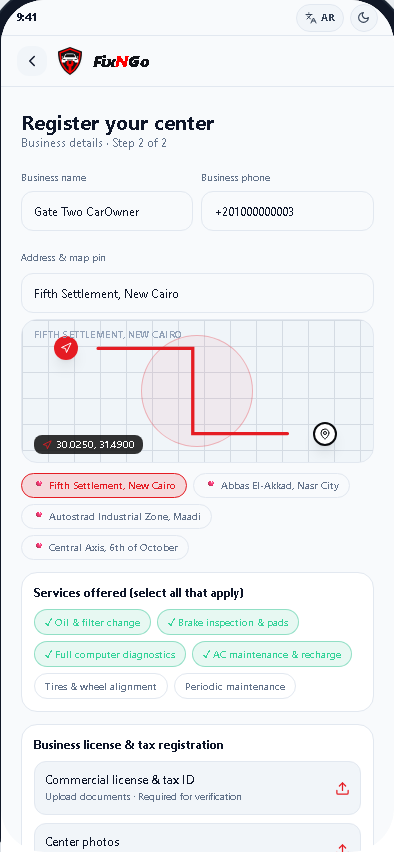 9:41
AR
FixNGo
Register your center
Business details · Step 2 of 2
Business name
Business phone
Gate Two CarOwner
+201000000003
Address & map pin
Fifth Settlement, New Cairo
FIFTH SETTLEMENT, NEW CAIRO
30.0250, 31.4900
Fifth Settlement, New Cairo
Abbas El-Akkad, Nasr City
Autostrad Industrial Zone, Maadi
Central Axis, 6th of October
Services offered (select all that apply)
✓ Oil & filter change
✓ Brake inspection & pads
✓ Full computer diagnostics
✓ AC maintenance & recharge
Tires & wheel alignment
Periodic maintenance
Business license & tax registration
Commercial license & tax ID
Upload documents · Required for verification
Center photos